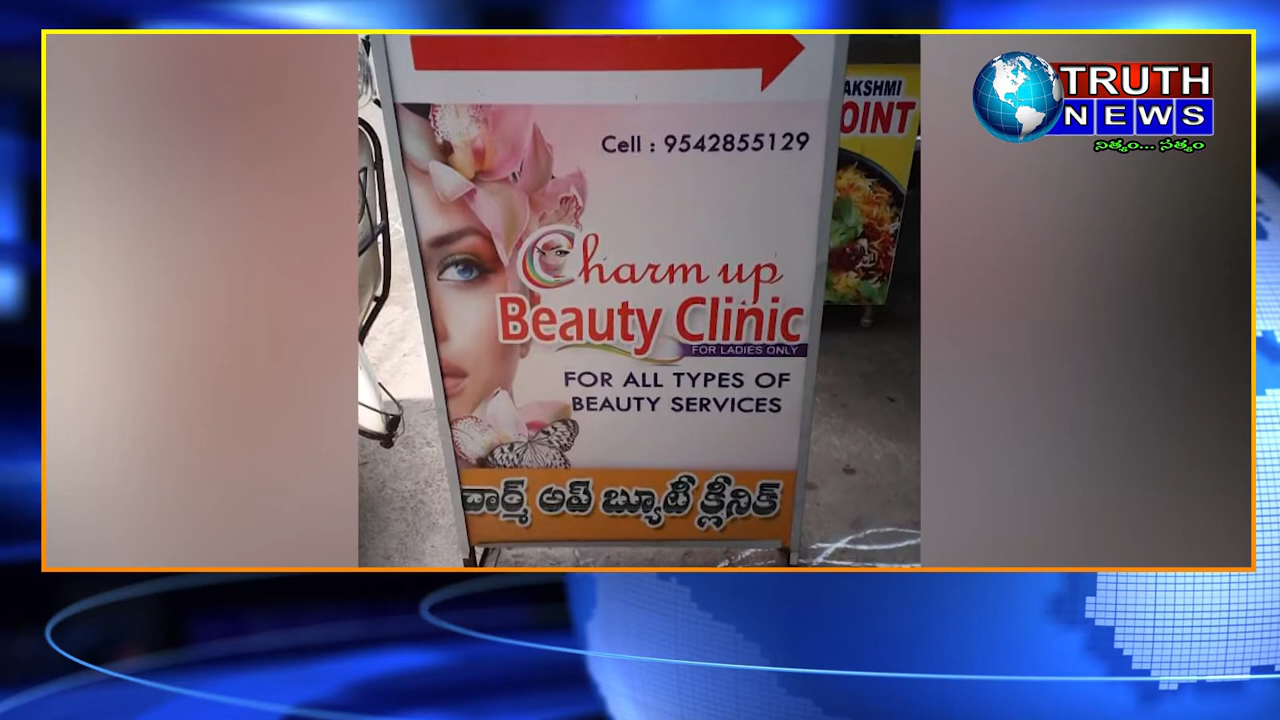 TRUTH
NEWS
నిత్యం... సత్యం
AKSHMI
OINT
Cell : 9542855129
Charm up
Beauty Clinic
FOR LADIES ONLY
FOR ALL TYPES OF
BEAUTY SERVICES
చార్మ్ అప్ బ్యూటీ క్లీనిక్